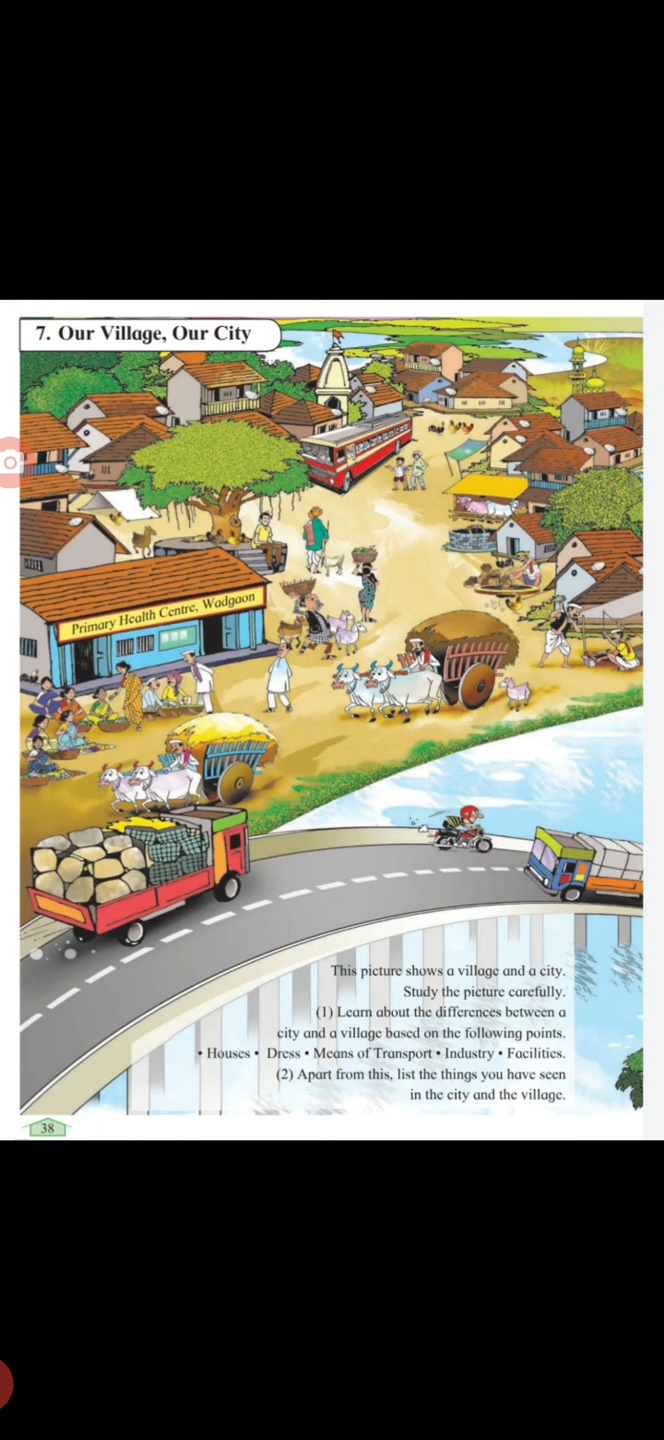 7. Our Village, Our City
Primary Health Centre, Wadgaon
This picture shows a village and a city.
Study the picture carefully.
(1) Learn about the differences between a
city and a village based on the following points.
• Houses • Dress • Means of Transport • Industry • Facilities.
(2) Apart from this, list the things you have seen
in the city and the village.
38